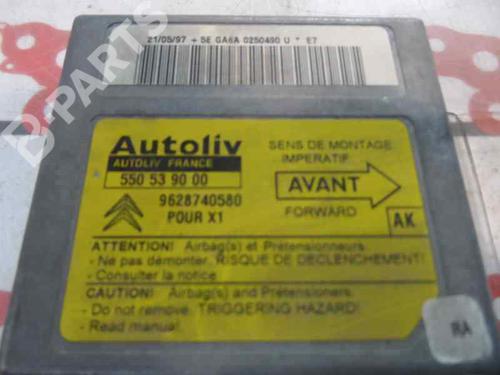 21/05/97 + 5E GA6A 0250490 U * E7
B-PARTS
Autoliv
AUTOLIV FRANCE
550 53 90 00
9628740580
POUR X1
SENS DE MONTAGE
IMPERATIF
AVANT
FORWARD
AK
ATTENTION! Airbag(s) et Prétensionneurs.
- Ne pas démonter. RISQUE DE DECLENCHEMENT!
- Consulter la notice
CAUTION! Airbag(s) and Pretensioners.
- Do not remove. TRIGGERING HAZARD!
- Read manual.
RA